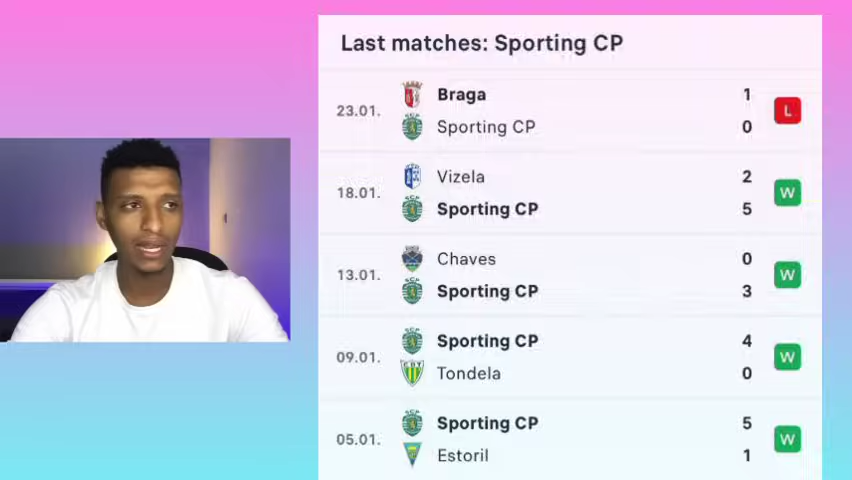 Last matches: Sporting CP
23.01.
Braga 1
Sporting CP 0
L
18.01.
Vizela 2
Sporting CP 5
W
13.01.
Chaves 0
Sporting CP 3
W
09.01.
Sporting CP 4
Tondela 0
W
05.01.
Sporting CP 5
Estoril 1
W